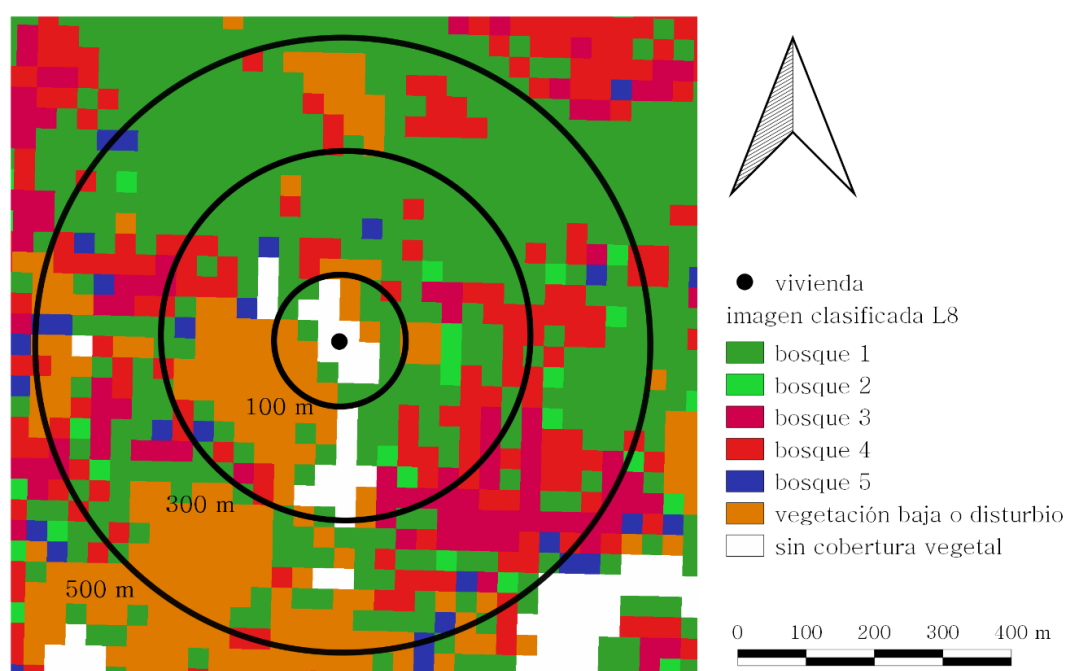 100 m
300 m
500 m
vivienda
imagen clasificada L8
bosque 1
bosque 2
bosque 3
bosque 4
bosque 5
vegetación baja o disturbio
sin cobertura vegetal
0 100 200 300 400 m